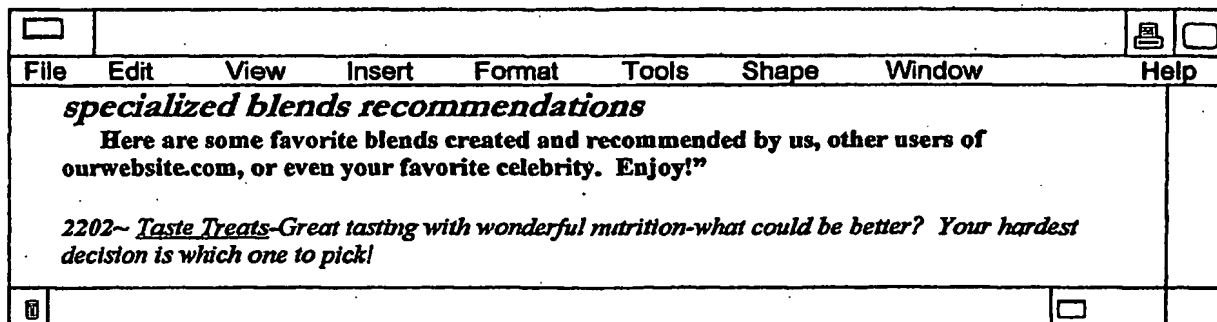 File Edit View Insert Format Tools Shape Window Help
specialized blends recommendations
Here are some favorite blends created and recommended by us, other users of
ourwebsite.com, or even your favorite celebrity. Enjoy!”
2202~ Taste Treats-Great tasting with wonderful nutrition-what could be better? Your hardest
decision is which one to pick!